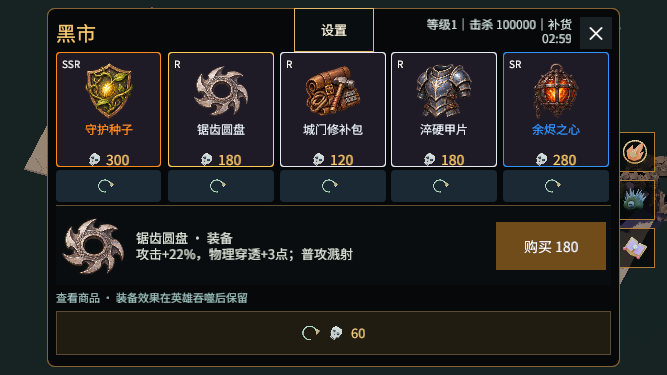 黑市
设置
等级1｜击杀 100000｜补货
02:59
SSR
守护种子
300
R
锯齿圆盘
180
R
城门修补包
120
R
淬硬甲片
180
SR
余烬之心
280
锯齿圆盘 · 装备
攻击+22%，物理穿透+3点；普攻溅射
购买 180
查看商品 · 装备效果在英雄吞噬后保留
60